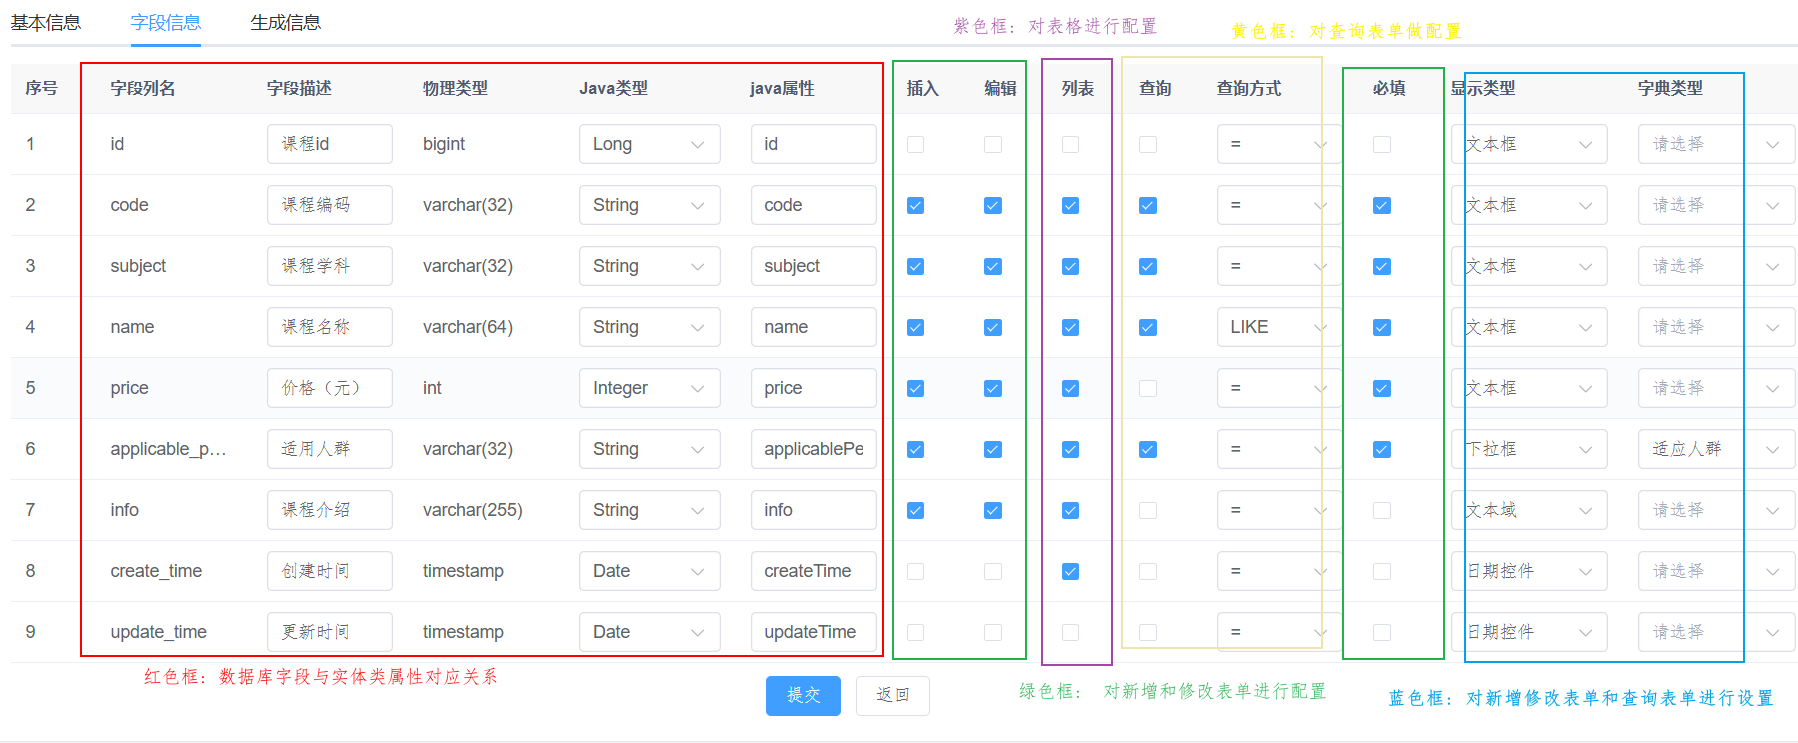 基本信息 字段信息 生成信息
紫色框：对表格进行配置
黄色框：对查询表单做配置
序号 字段列名 字段描述 物理类型 Java类型 java属性 插入 编辑 列表 查询 查询方式 必填 显示类型 字典类型
1 id 课程id bigint Long id = 文本框 请选择
2 code 课程编码 varchar(32) String code = 文本框 请选择
3 subject 课程学科 varchar(32) String subject = 文本框 请选择
4 name 课程名称 varchar(64) String name LIKE 文本框 请选择
5 price 价格（元） int Integer price = 文本框 请选择
6 applicable_p... 适用人群 varchar(32) String applicablePe = 下拉框 适应人群
7 info 课程介绍 varchar(255) String info = 文本域 请选择
8 create_time 创建时间 timestamp Date createTime = 日期控件 请选择
9 update_time 更新时间 timestamp Date updateTime = 日期控件 请选择
红色框：数据库字段与实体类属性对应关系
提交 返回
绿色框： 对新增和修改表单进行配置
蓝色框：对新增修改表单和查询表单进行设置